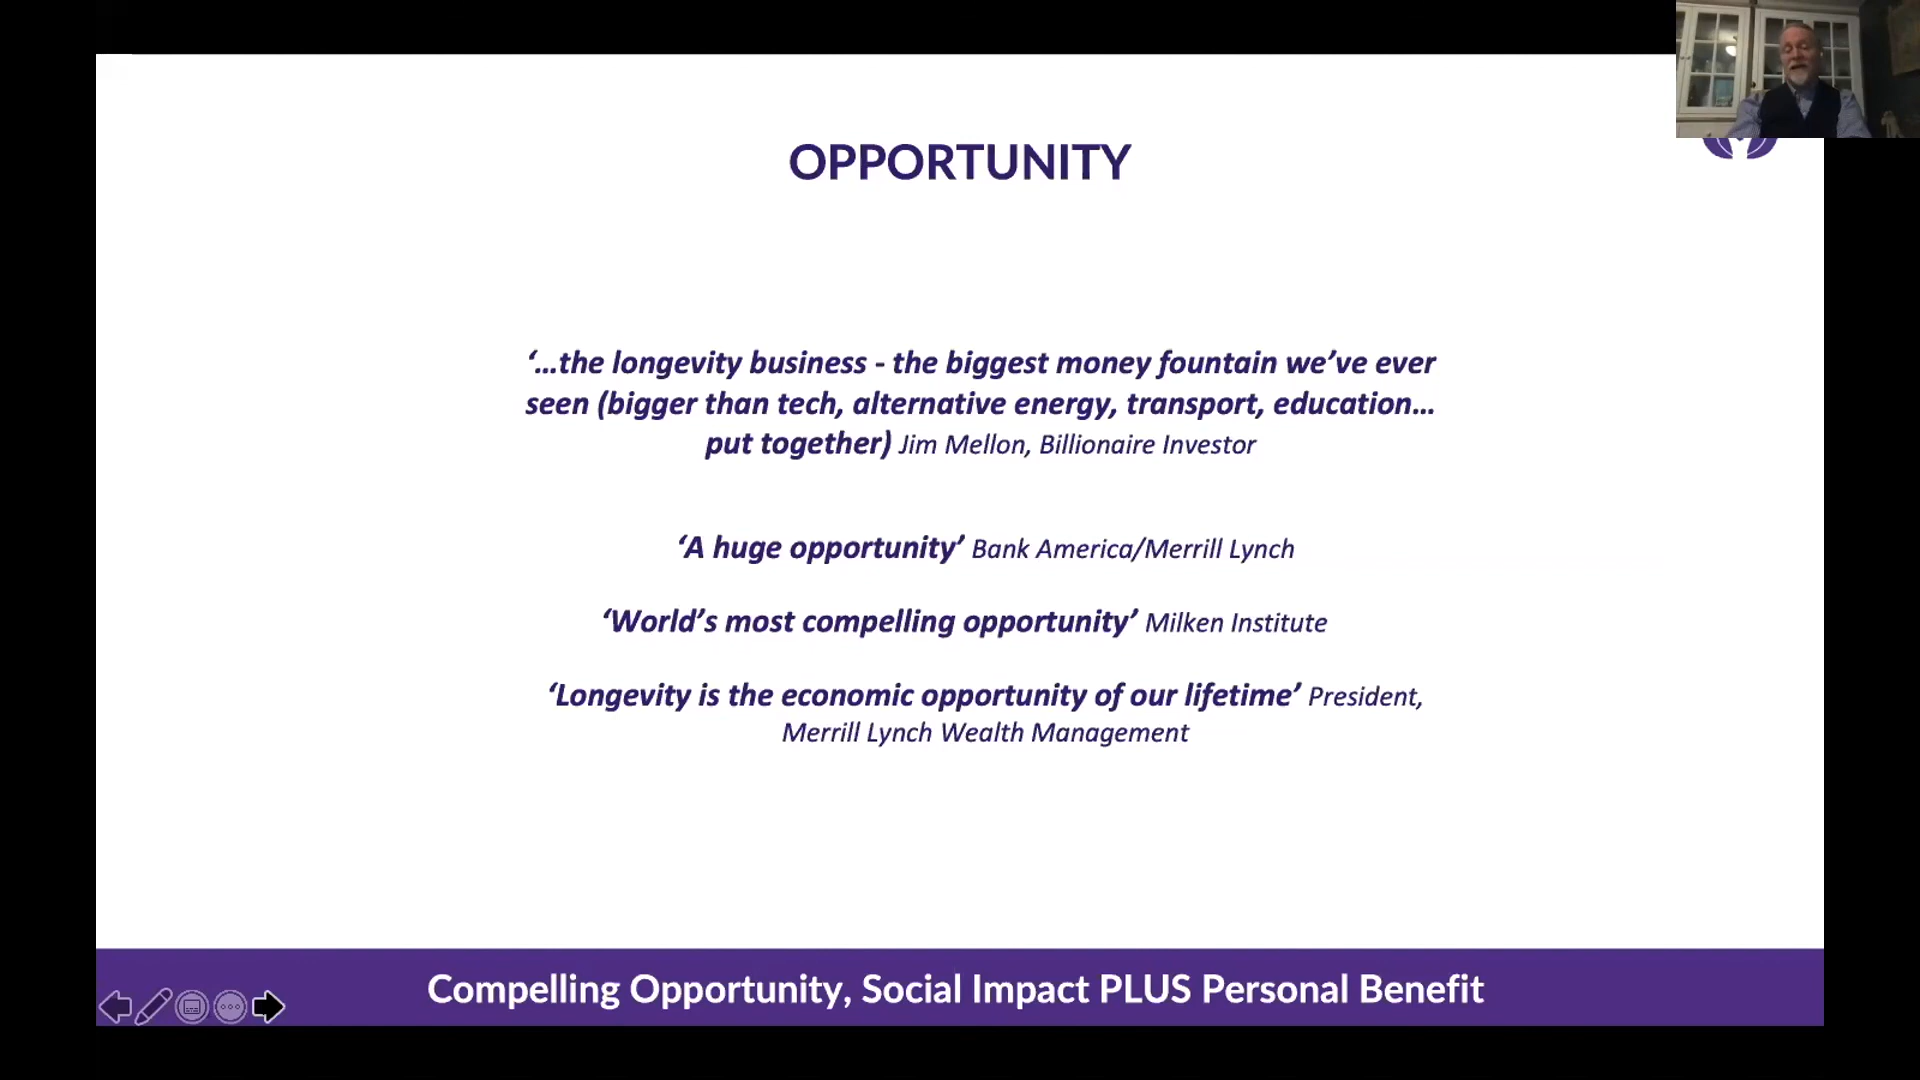 OPPORTUNITY
‘...the longevity business - the biggest money fountain we’ve ever
seen (bigger than tech, alternative energy, transport, education...
put together) Jim Mellon, Billionaire Investor
‘A huge opportunity’ Bank America/Merrill Lynch
‘World’s most compelling opportunity’ Milken Institute
‘Longevity is the economic opportunity of our lifetime’ President,
Merrill Lynch Wealth Management
Compelling Opportunity, Social Impact PLUS Personal Benefit